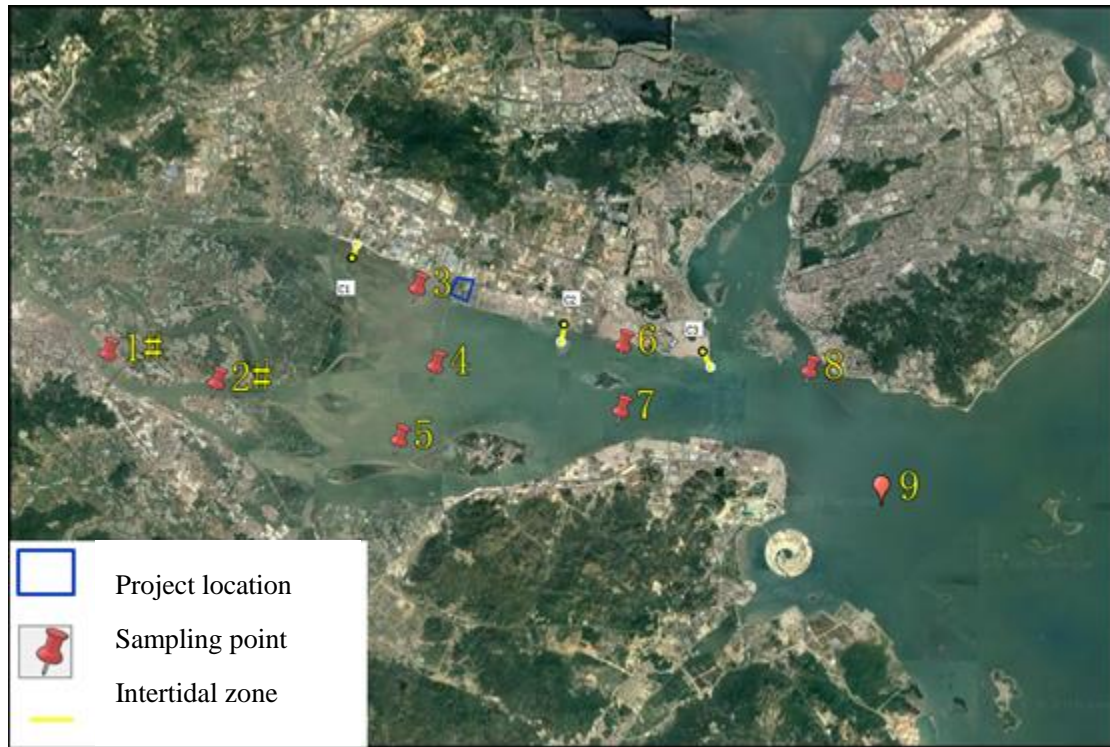 C1
3
C2
6
C3
1#
2#
4
8
7
5
9
Project location
Sampling point
Intertidal zone